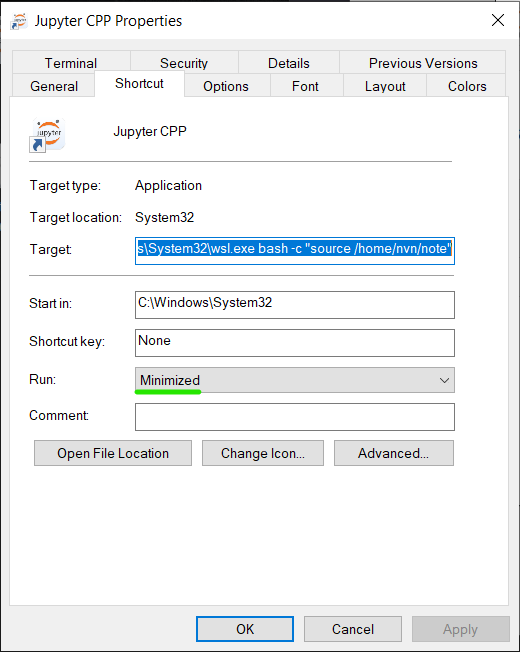 Jupyter CPP Properties
Terminal Security Details Previous Versions
General Shortcut Options Font Layout Colors
jupyter
Jupyter CPP
Target type: Application
Target location: System32
Target: s\System32\wsl.exe bash -c "source /home/nvn/note"
Start in: C:\Windows\System32
Shortcut key: None
Run: Minimized
Comment:
Open File Location Change Icon... Advanced...
OK Cancel Apply